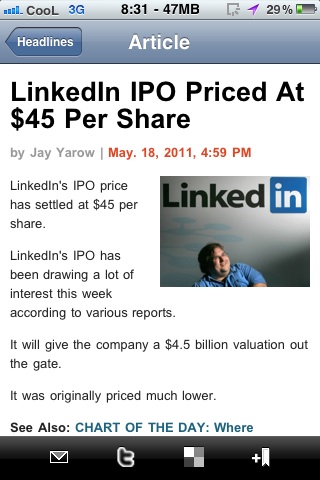 CooL 3G 8:31 - 47MB 29%
Headlines
Article
LinkedIn IPO Priced At
$45 Per Share
by Jay Yarow | May. 18, 2011, 4:59 PM
LinkedIn's IPO price
has settled at $45 per
share.
Linked in
LinkedIn's IPO has
been drawing a lot of
interest this week
according to various reports.
It will give the company a $4.5 billion valuation out
the gate.
It was originally priced much lower.
See Also: CHART OF THE DAY: Where